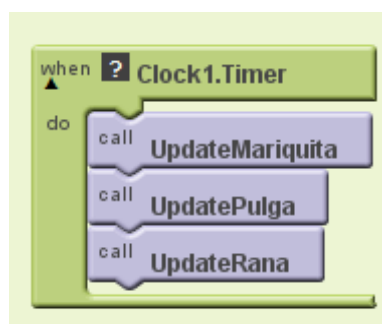 when ? Clock1.Timer
do
call UpdateMariquita
call UpdatePulga
call UpdateRana